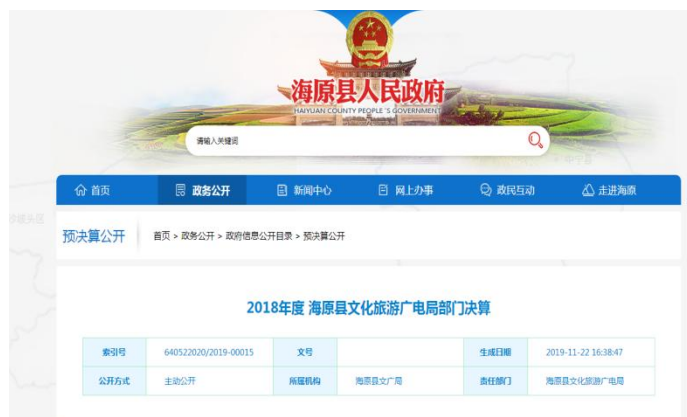 海原县人民政府
HAIYUAN COUNTY PEOPLE'S GOVERNMENT
请输入关键词
首页 政务公开 新闻中心 网上办事 政民互动 走进海原
预决算公开 首页 > 政务公开 > 政府信息公开目录 > 预决算公开
2018年度 海原县文化旅游广电局部门决算
索引号 640522020/2019-00015 文号 生成日期 2019-11-22 16:38:47
公开方式 主动公开 所属机构 海原县文广局 责任部门 海原县文化旅游广电局